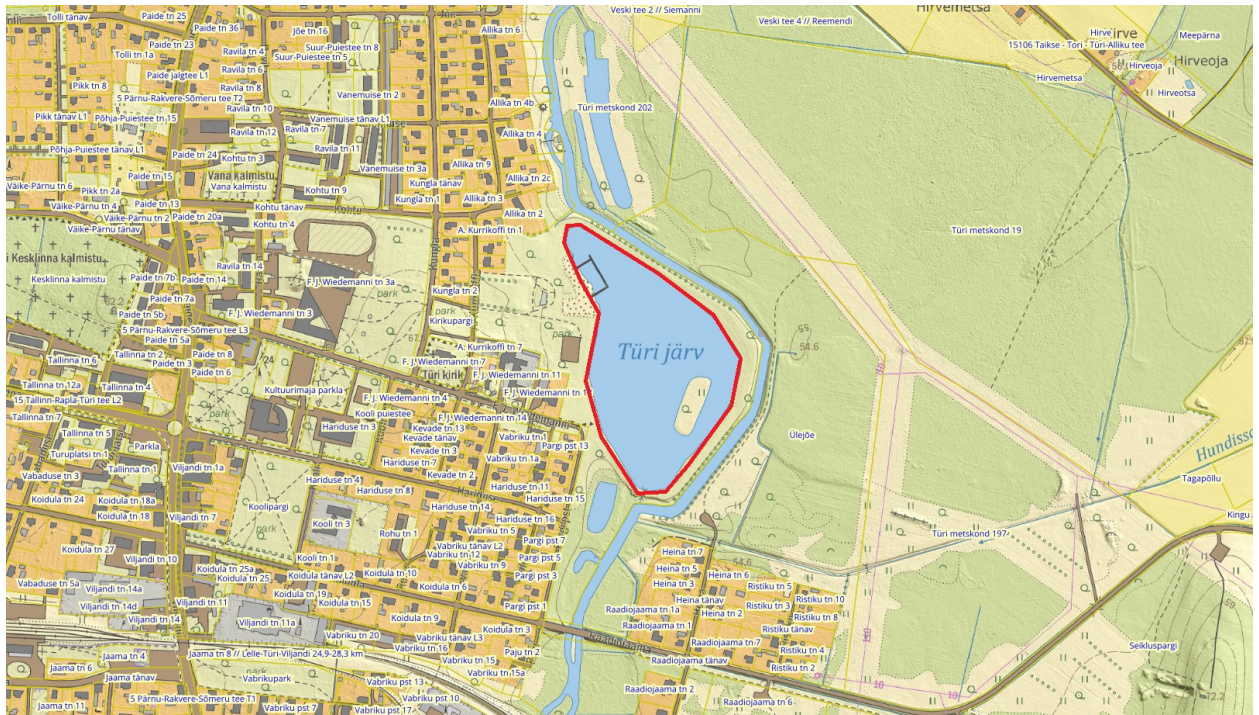 Tolli tänav
Paide tn 25
Paide tn 36
Jõe tn 16
Allika tn 6
Veski tee 2 // Siemanni
Veski tee 4 // Reemendi
Hirvemetsa
Hirve
Meepärna
Paide tn 23
Ravila tn 4
Suur-Puiestee tn 8
Suur-Puiestee tn 5
15106 Taikse - Tori - Türi-Alliku tee
Tolli tn 1a
Ravila tn 6
Hirveoja
Hirveoja
Pikk tn 8
Paide jalgtee L1
Ravila tn 8
Vanemuise tn 2
Hirvemetsa
Hirveotsa
5 Pärnu-Rakvere-Sõmeru tee T2
Ravila tn 10
Allika tn 4b
Türi metskond 202
Pikk tänav L1
Põhja-Puiestee tn 15
Vanemuise tänav L1
Ravila tn 12
Ravila tn 7
Allika tn 4
Põhja-Puiestee tänav L1
Paide tn 24
Kohtu tn 3
Ravila tn 11
Vanemuise tn 3a
Allika tn 9
Vana kalmistu
Vana kalmistu
Paide tn 15
Allika tn 2c
Väike-Pärnu tn 6
Pikk tn 2a
Kohtu tn 9
Kungla tänav
Kungla tn 1
Allika tn 3
Väike-Pärnu tn 4
Paide tn 13
Kohtu tänav
Kohtu
Allika tn 2
Väike-Pärnu tn 2
Paide tn 20a
Väike-Pärnu tänav
Kohtu tn 4
A. Kurrikoffi tn 1
Türi metskond 19
i Kesklinna kalmistu
Kesklinna kalmistu
Ravila tn 14
Kungla
Paide tn 7b
Paide tn 14
F. J. Wiedemanni tn 3a
park
Kungla tn 2
Paide tn 7a
Kirikupargi
Paide tn 5b
F. J. Wiedemanni tn 3
5 Pärnu-Rakvere-Sõmeru tee L3
park
55
54.6
Paide tn 5a
A. Kurrikoffi tn 7
Türi järv
Tallinna tn 6
Tallinna tn 2
Paide tn 8
Paide tn 3
Paide tn 6
F. J. Wiedemanni tn 7
Türi kirik
F. J. Wiedemanni tn 11
Tallinna tn 12a
Tallinna tn 4
Kultuurimaja parkla
F. J. Wiedemanni tn 1
15 Tallinn-Rapla-Türi tee L2
F. J. Wiedemanni tn 4
Tallinna tn 7
Kooli puiestee
F. J. Wiedemanni tn 14
Hariduse tn 3
Kevade tn 13
Tallinna tn 5
Parkla
Kevade tänav
Vabriku tn 1
Pargi pst 13
Ülejõe
Turuplatsi tn 1
Kevade tn 3
Vabriku tn 1a
Vabaduse tn 3
Tallinna tn 1
Viljandi tn 1a
Hariduse tn 7
Kevade tn 2
Hundissa
Tagapõllu
Koidula tn 24
Koidula tn 18a
Hariduse tn 4
Hariduse tn 8
Hariduse
Hariduse tn 11
Hariduse tn 15
Koidula tn 18
Viljandi tn 7
Koolipargi
park
Hariduse tn 14
Hariduse tn 16
Kingu
Kooli tn 3
Rohu tn 1
Vabriku tn 5
Pargi pst 7
Türi metskond 197
Koidula tn 27
Viljandi tn 10
Kooli tn 1b
Vabriku tänav L2
Vabriku tn 12
Pargi pst 5
Heina tn 7
Koidula tn 25a
Koidula tn 25
Koidula tänav L2
Koidula tn 10
Vabriku tn 9
Pargi pst 3
Heina tn 5
Heina tn 6
54.6
Vabaduse tn 5a
Viljandi tn 14a
Koidula tn 6
Heina tn 3
Ristiku tn 5
Viljandi tn 14d
Viljandi tn 11
Koidula tn 19
Koidula tn 15
Pargi pst 1
Heina tänav
Ristiku tn 10
Raadiojaama tn 1a
Heina tn 2
Ristiku tn 3
Ristiku tn 8
Viljandi tn 14
Viljandi tn 11a
Koidula tn 9
Koidula tn 3
Raadiojaama tn 1
Ristiku tänav
Vabriku tn 20
Vabriku tänav L3
Raadiojaama
Raadiojaama tn 7
Seikluspargi
Jaama tn 4
Jaama tn 8 // Lelle-Türi-Viljandi 24,9-28,3 km
Vabriku tn 16
Paju tn 2
Ristiku tn 4
Jaama tn 6
Vabriku tn 15
Raadiojaama tänav
Ristiku tn 2
Jaama tänav
Vabrikupark
Vabriku tn 15a
Vabriku pst 13
Raadiojaama tn 2
10
Jaama tn 11
5 Pärnu-Rakvere-Sõmeru tee T1
Vabriku pst 7
Vabriku pst 10
Vabriku pst 17
Raadiojaama tn 6
72.2